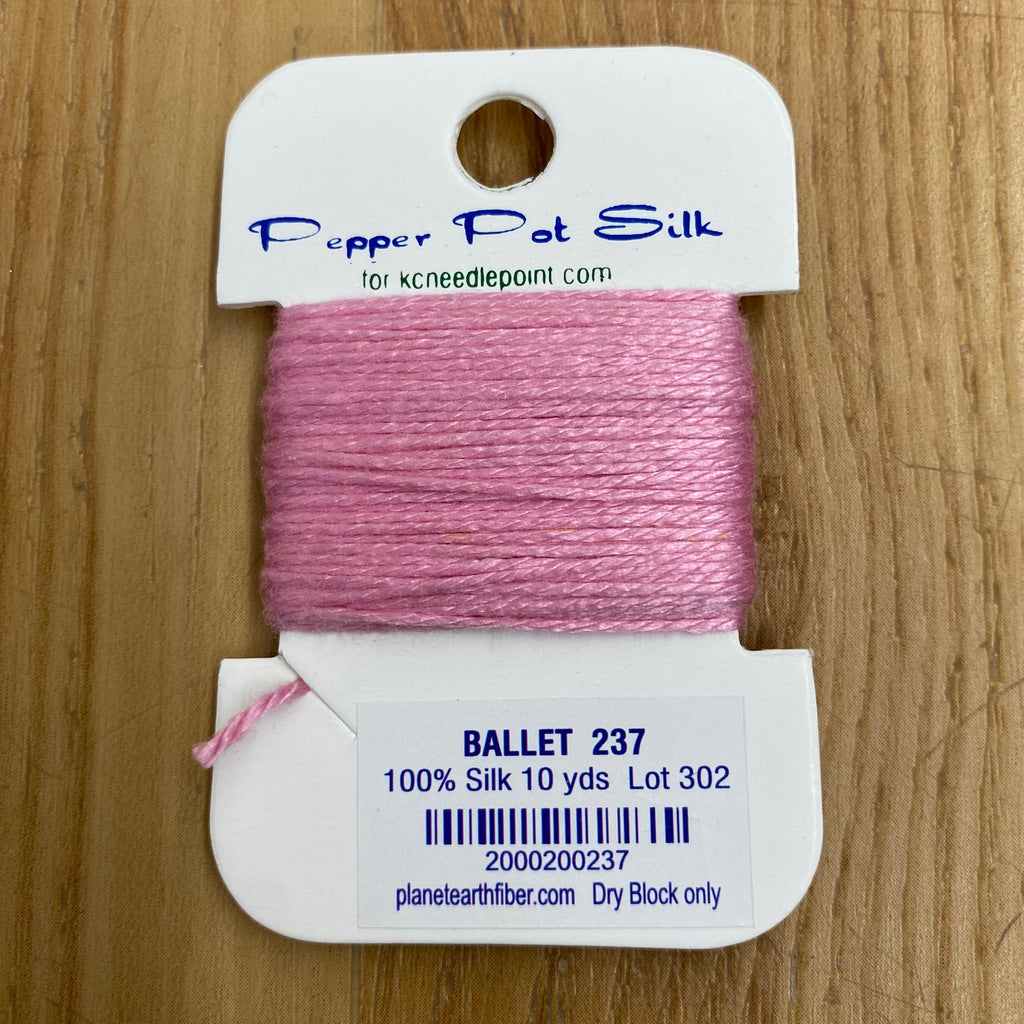 Pepper Pot Silk
for kcneedlepoint com
BALLET 237
100% Silk 10 yds Lot 302
2000200237
planetearthfiber.com Dry Block only